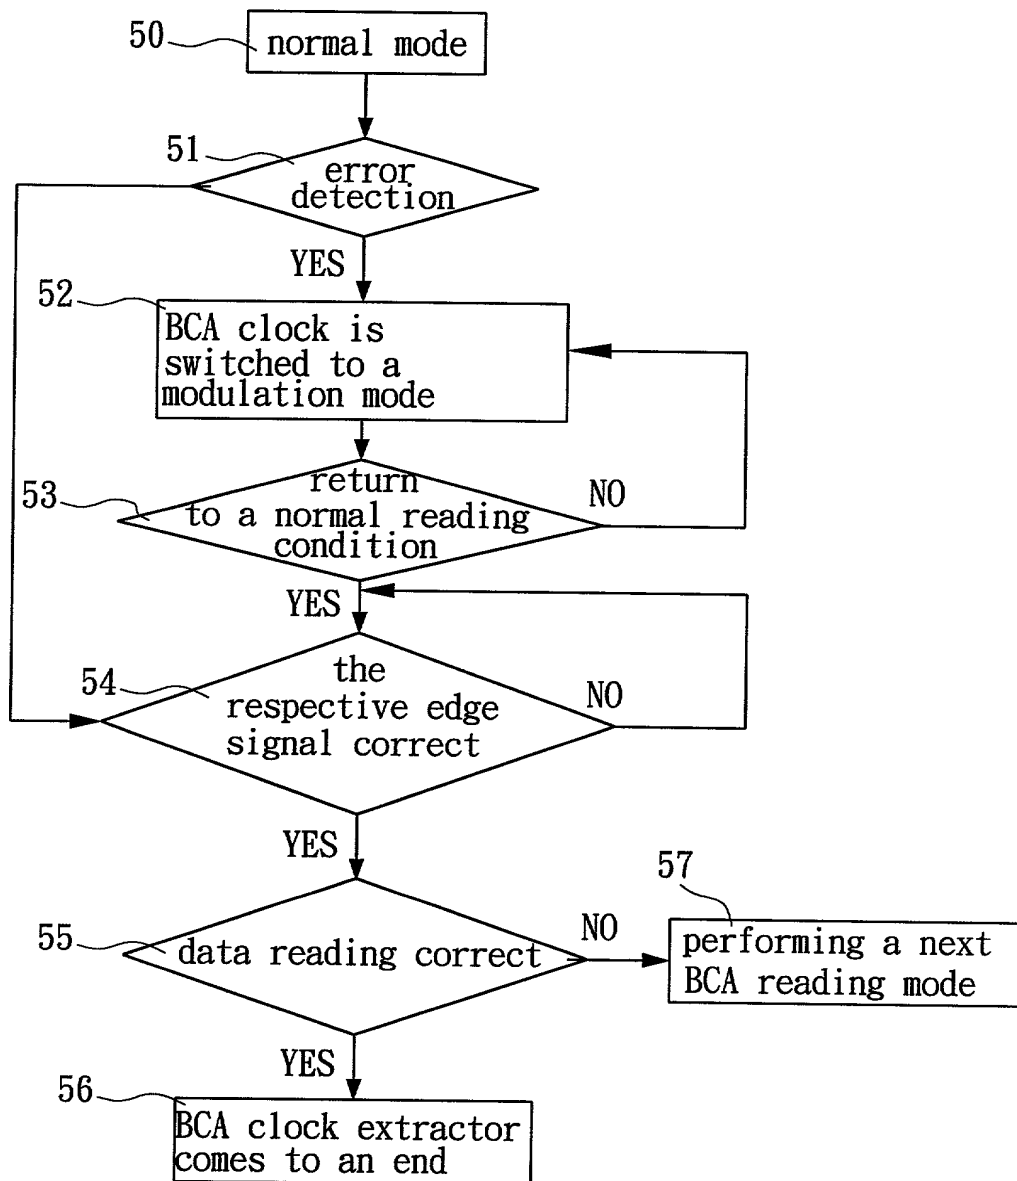 50
normal mode
51
error
detection
YES
52
BCA clock is
switched to a
modulation mode
53
return
to a normal reading
condition
NO
YES
54
the
respective edge
signal correct
NO
YES
55
data reading correct
NO
57
performing a next
BCA reading mode
YES
56
BCA clock extractor
comes to an end